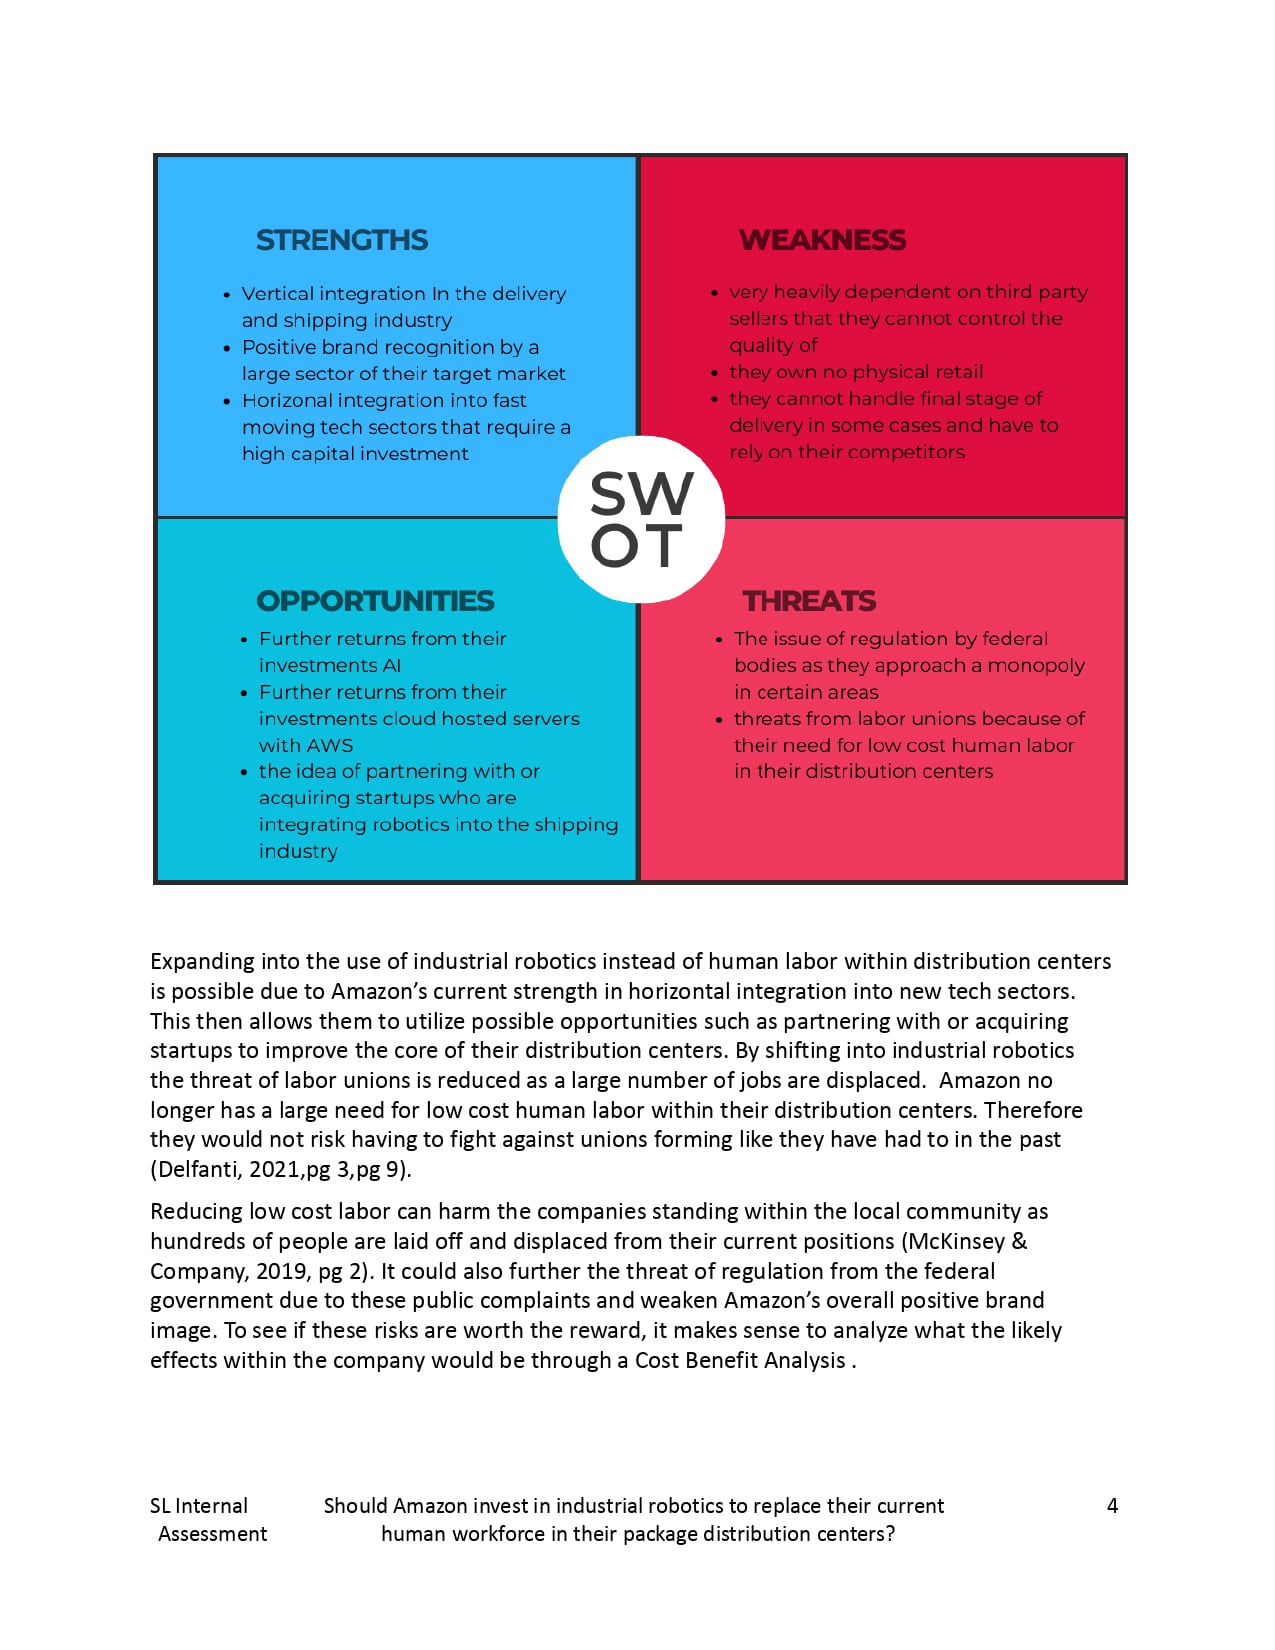 STRENGTHS
• Vertical integration In the delivery
and shipping industry
• Positive brand recognition by a
large sector of their target market
• Horizonal integration into fast
moving tech sectors that require a
high capital investment
WEAKNESS
• very heavily dependent on third party
sellers that they cannot control the
quality of
• they own no physical retail
• they cannot handle final stage of
delivery in some cases and have to
rely on their competitors
SW
OT
OPPORTUNITIES
• Further returns from their
investments AI
• Further returns from their
investments cloud hosted servers
with AWS
• the idea of partnering with or
acquiring startups who are
integrating robotics into the shipping
industry
THREATS
• The issue of regulation by federal
bodies as they approach a monopoly
in certain areas
• threats from labor unions because of
their need for low cost human labor
in their distribution centers
Expanding into the use of industrial robotics instead of human labor within distribution centers
is possible due to Amazon’s current strength in horizontal integration into new tech sectors.
This then allows them to utilize possible opportunities such as partnering with or acquiring
startups to improve the core of their distribution centers. By shifting into industrial robotics
the threat of labor unions is reduced as a large number of jobs are displaced.  Amazon no
longer has a large need for low cost human labor within their distribution centers. Therefore
they would not risk having to fight against unions forming like they have had to in the past
(Delfanti, 2021,pg 3,pg 9).
Reducing low cost labor can harm the companies standing within the local community as
hundreds of people are laid off and displaced from their current positions (McKinsey &
Company, 2019, pg 2). It could also further the threat of regulation from the federal
government due to these public complaints and weaken Amazon’s overall positive brand
image. To see if these risks are worth the reward, it makes sense to analyze what the likely
effects within the company would be through a Cost Benefit Analysis .
SL Internal
Assessment
Should Amazon invest in industrial robotics to replace their current
human workforce in their package distribution centers?
4